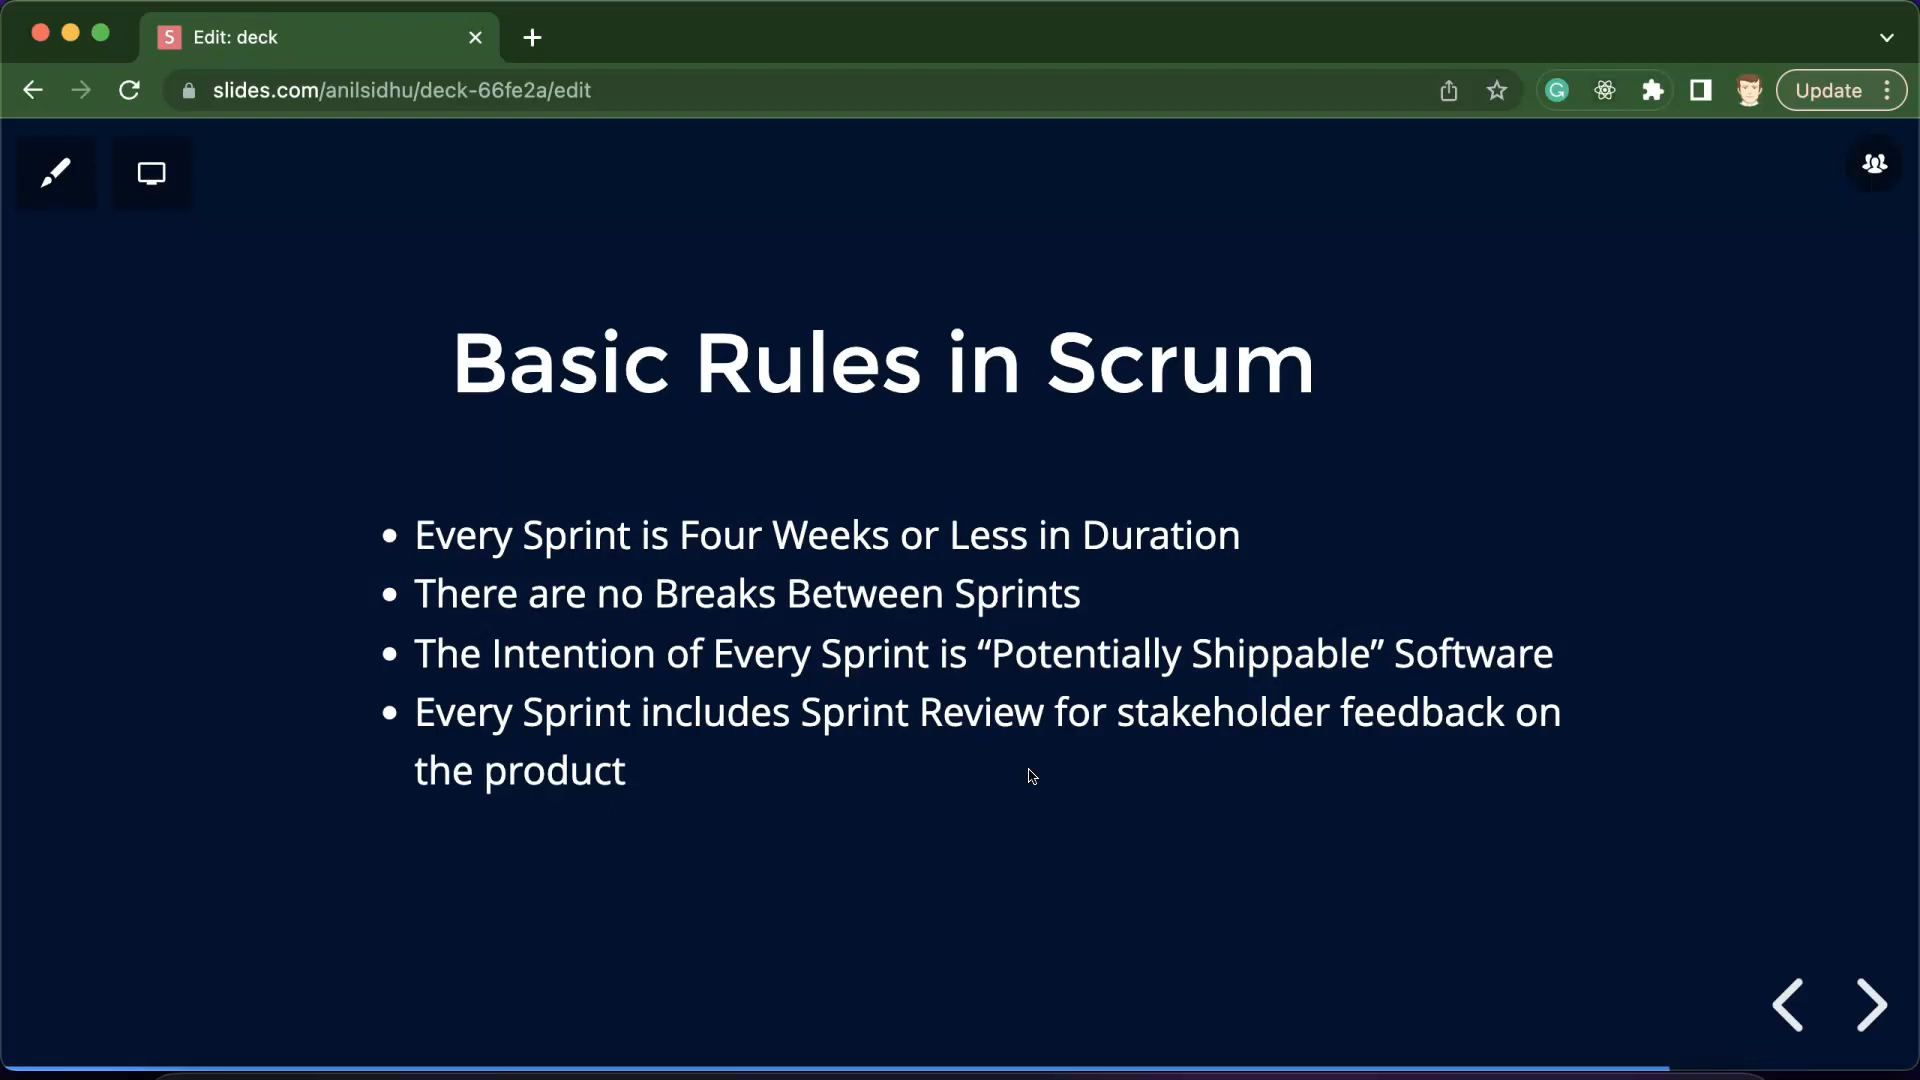 S Edit: deck
slides.com/anilsidhu/deck-66fe2a/edit
Update
Basic Rules in Scrum
• Every Sprint is Four Weeks or Less in Duration
• There are no Breaks Between Sprints
• The Intention of Every Sprint is “Potentially Shippable” Software
• Every Sprint includes Sprint Review for stakeholder feedback on
the product